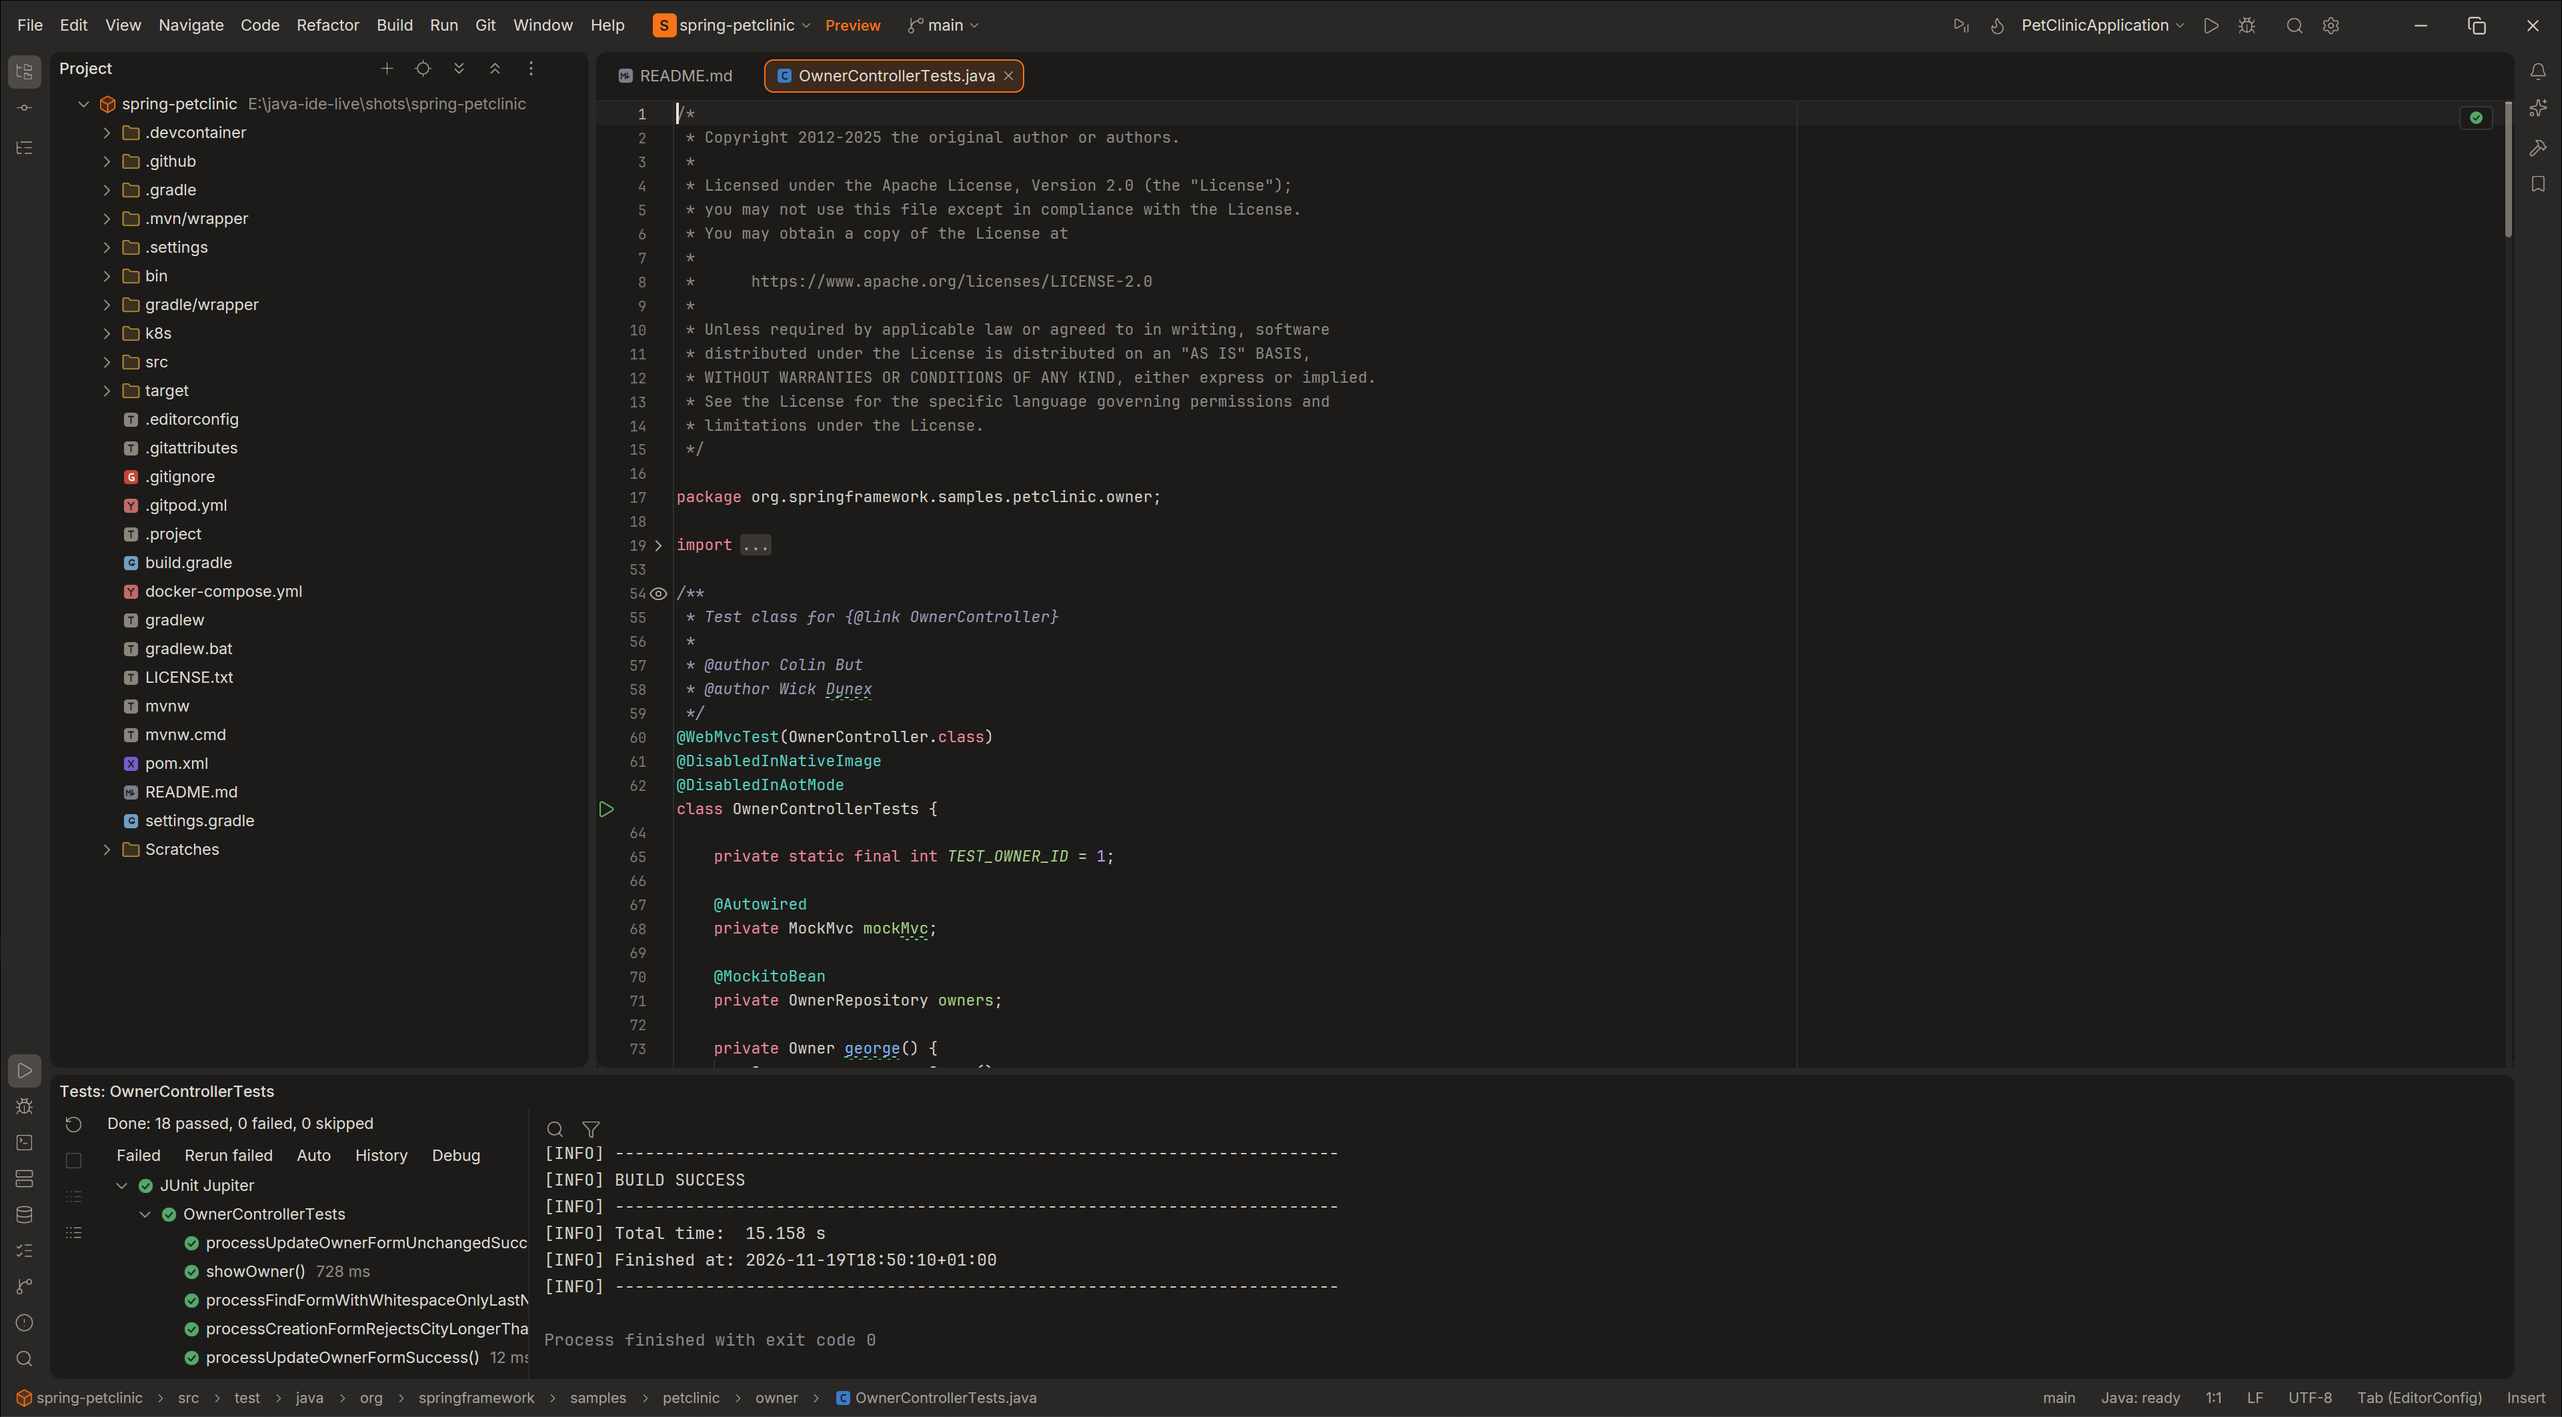 File Edit View Navigate Code Refactor Build Run Git Window Help S spring-petclinic Preview main PetClinicApplication
Project
spring-petclinic E:\java-ide-live\shots\spring-petclinic
.devcontainer
.github
.gradle
.mvn/wrapper
.settings
bin
gradle/wrapper
k8s
src
target
T .editorconfig
T .gitattributes
G .gitignore
Y .gitpod.yml
T .project
G build.gradle
Y docker-compose.yml
T gradlew
T gradlew.bat
T LICENSE.txt
T mvnw
T mvnw.cmd
X pom.xml
README.md
G settings.gradle
Scratches
README.md C OwnerControllerTests.java
1 /*
2 * Copyright 2012-2025 the original author or authors.
3 *
4 * Licensed under the Apache License, Version 2.0 (the "License");
5 * you may not use this file except in compliance with the License.
6 * You may obtain a copy of the License at
7 *
8 * https://www.apache.org/licenses/LICENSE-2.0
9 *
10 * Unless required by applicable law or agreed to in writing, software
11 * distributed under the License is distributed on an "AS IS" BASIS,
12 * WITHOUT WARRANTIES OR CONDITIONS OF ANY KIND, either express or implied.
13 * See the License for the specific language governing permissions and
14 * limitations under the License.
15 */
16
17 package org.springframework.samples.petclinic.owner;
18
19 import ...
53
54 /**
55 * Test class for {@link OwnerController}
56 *
57 * @author Colin But
58 * @author Wick Dynex
59 */
60 @WebMvcTest(OwnerController.class)
61 @DisabledInNativeImage
62 @DisabledInAotMode
class OwnerControllerTests {
64
65 private static final int TEST_OWNER_ID = 1;
66
67 @Autowired
68 private MockMvc mockMvc;
69
70 @MockitoBean
71 private OwnerRepository owners;
72
73 private Owner george() {
Tests: OwnerControllerTests
Done: 18 passed, 0 failed, 0 skipped
Failed Rerun failed Auto History Debug
JUnit Jupiter
OwnerControllerTests
processUpdateOwnerFormUnchangedSucc
showOwner() 728 ms
processFindFormWithWhitespaceOnlyLastN
processCreationFormRejectsCityLongerTha
processUpdateOwnerFormSuccess() 12 ms
[INFO] ------------------------------------------------------------------------
[INFO] BUILD SUCCESS
[INFO] ------------------------------------------------------------------------
[INFO] Total time:  15.158 s
[INFO] Finished at: 2026-11-19T18:50:10+01:00
[INFO] ------------------------------------------------------------------------
Process finished with exit code 0
spring-petclinic > src > test > java > org > springframework > samples > petclinic > owner > C OwnerControllerTests.java main Java: ready 1:1 LF UTF-8 Tab (EditorConfig) Insert